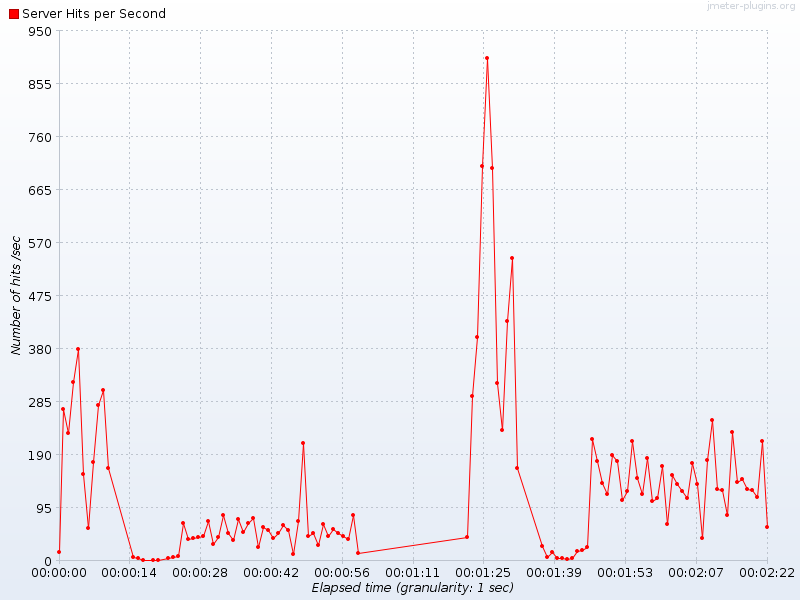 jmeter-plugins.org
Server Hits per Second
950
855
760
665
570
475
380
285
190
95
0
Number of hits /sec
00:00:00 00:00:14 00:00:28 00:00:42 00:00:56 00:01:11 00:01:25 00:01:39 00:01:53 00:02:07 00:02:22
Elapsed time (granularity: 1 sec)